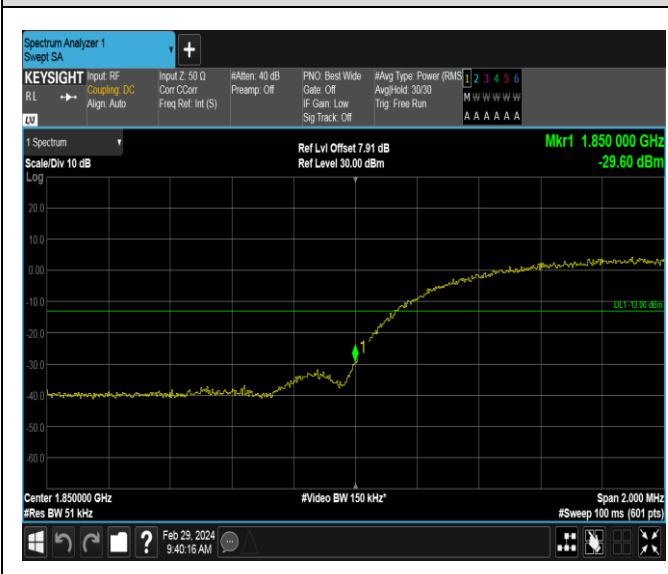 Spectrum Analyzer 1
Swept SA
+
KEYSIGHT Input: RF Input Z: 50 Ω #Atten: 40 dB PNO: Best Wide #Avg Type: Power (RMS 1 2 3 4 5 6
RL Coupling: DC Corr CCorr Preamp: Off Gate: Off Avg|Hold: 30/30 M W W W W W
Align: Auto Freq Ref: Int (S) IF Gain: Low Trig: Free Run
LXI Sig Track: Off A A A A A A
1 Spectrum Ref Lvl Offset 7.91 dB Mkr1 1.850 000 GHz
Scale/Div 10 dB Ref Level 30.00 dBm -29.60 dBm
Log
20.0
10.0
0.00
-10.0
DL1 -13.00 dBm
-20.0
1
-30.0
-40.0
-50.0
-60.0
Center 1.850000 GHz #Video BW 150 kHz* Span 2.000 MHz
#Res BW 51 kHz #Sweep 100 ms (601 pts)
? Feb 29, 2024
9:40:16 AM